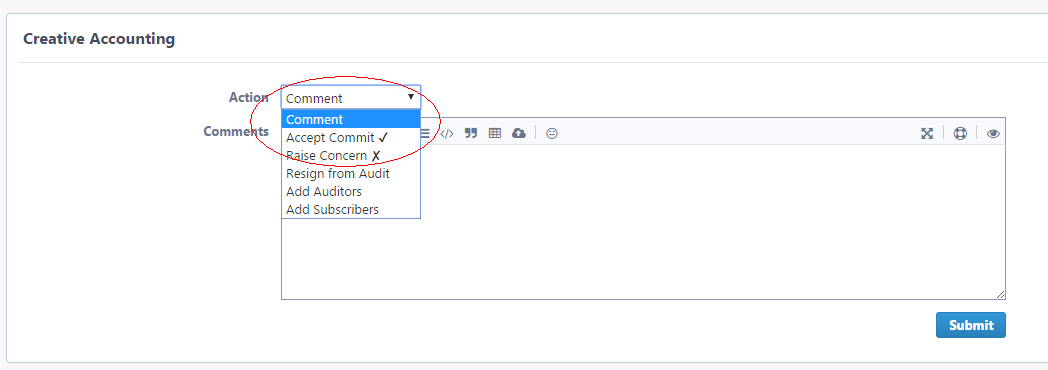 Creative Accounting
Action
Comment
Comments
Comment
Accept Commit ✓
Raise Concern ✗
Resign from Audit
Add Auditors
Add Subscribers
Submit